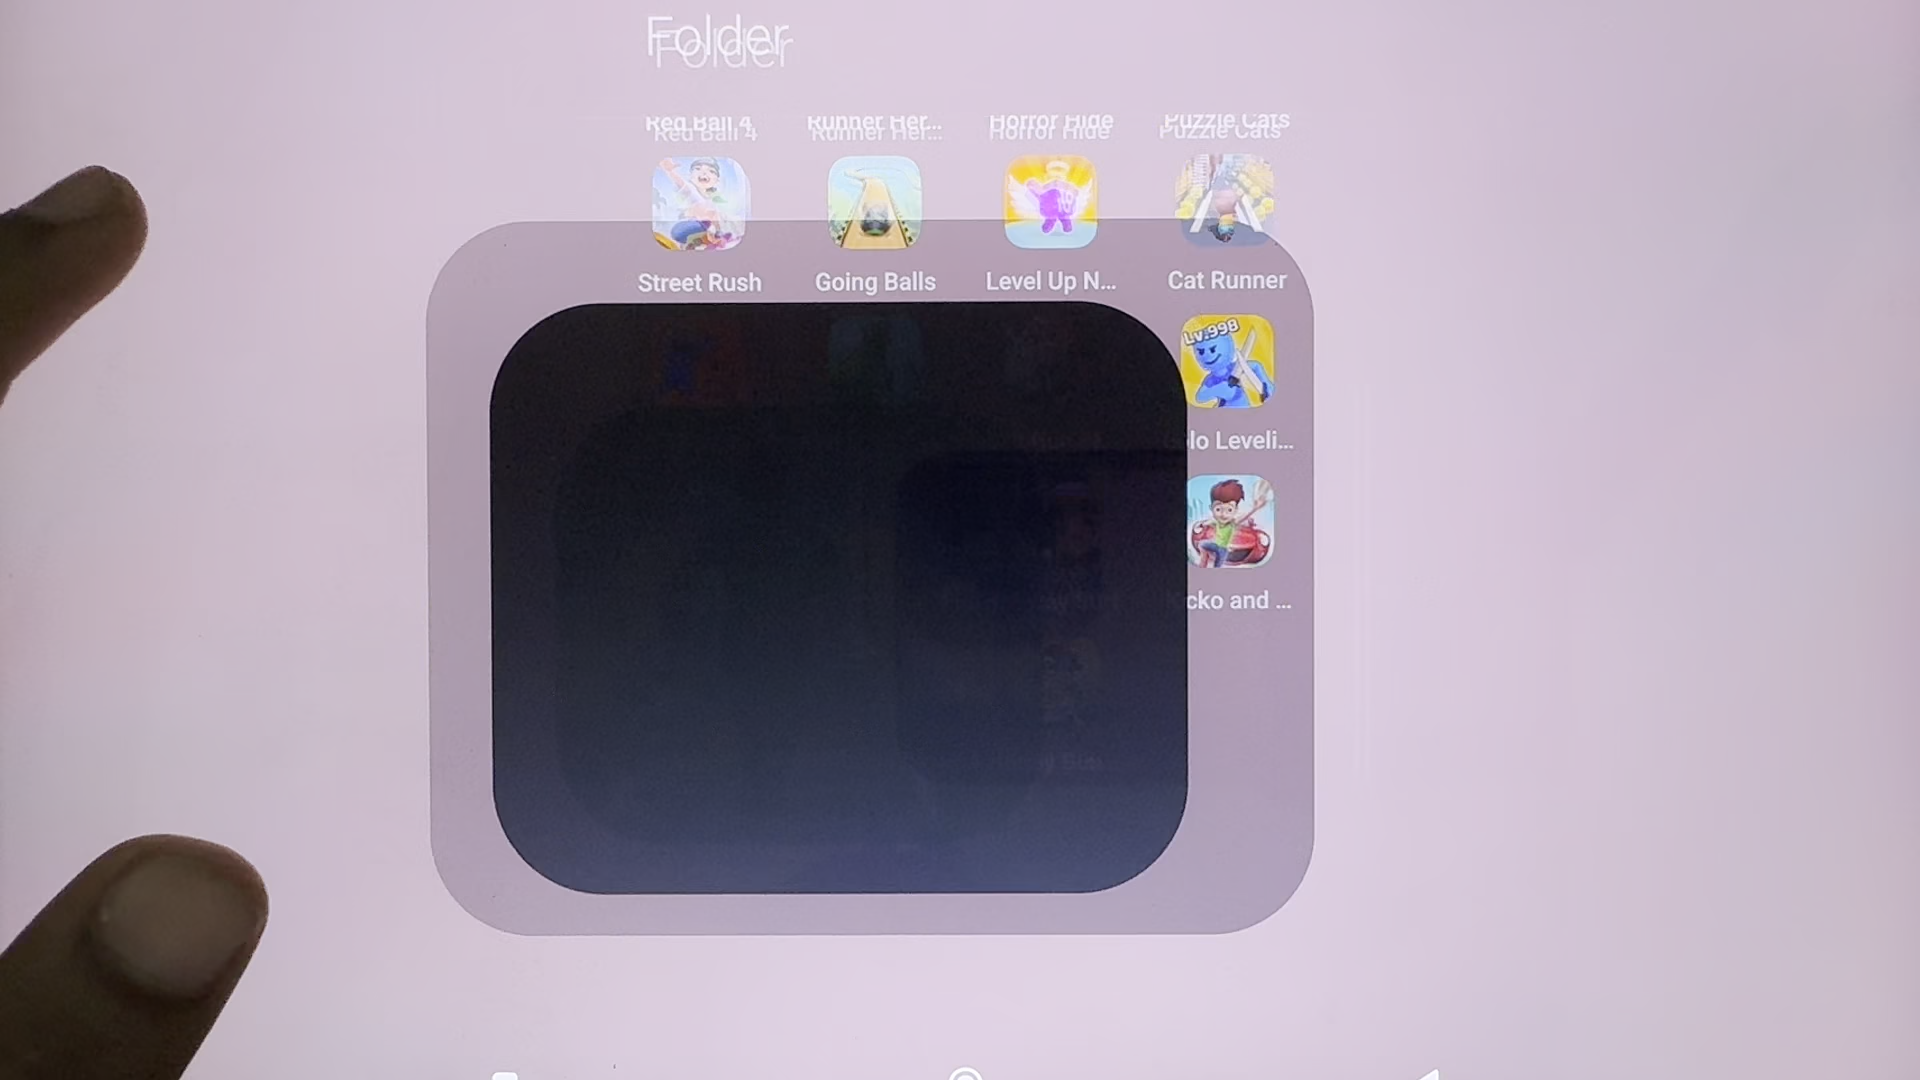 Folder
Red Ball 4 Runner Her... Horror Hide Puzzle Cats
Street Rush Going Balls Level Up N... Cat Runner
Lv.998
lo Leveli...
cko and ...